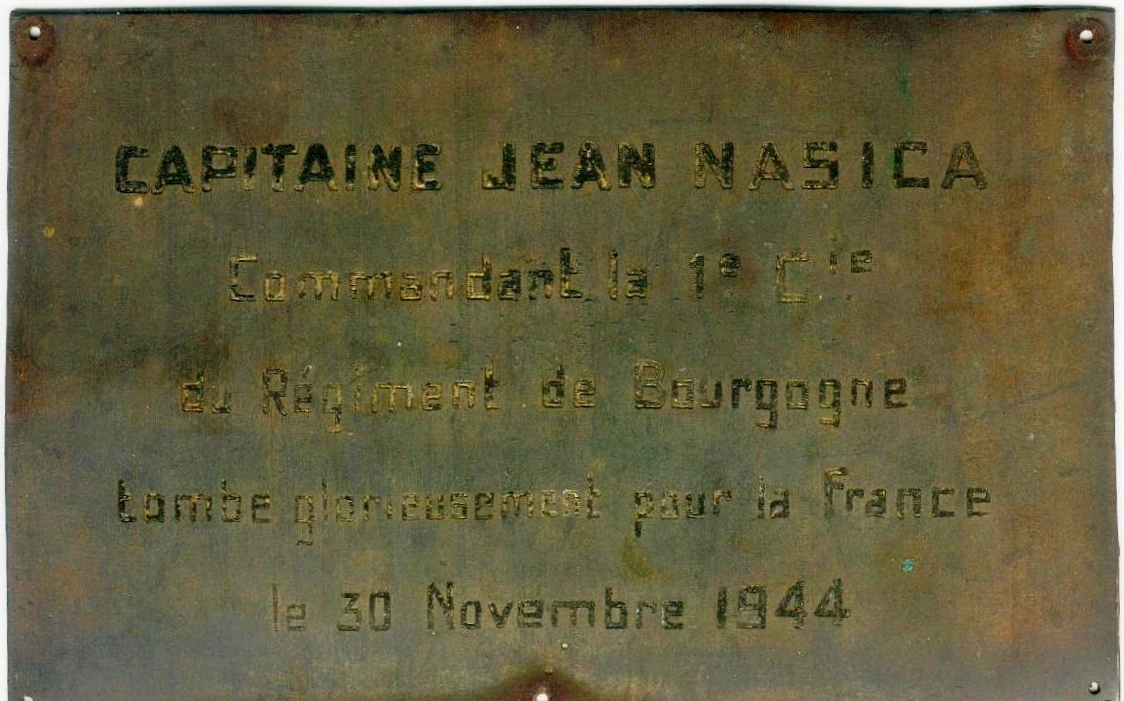 CAPITAINE JEAN NASICA
Commandant la 1e Cie
du Régiment de Bourgogne
tombe glorieusement pour la France
le 30 Novembre 1944